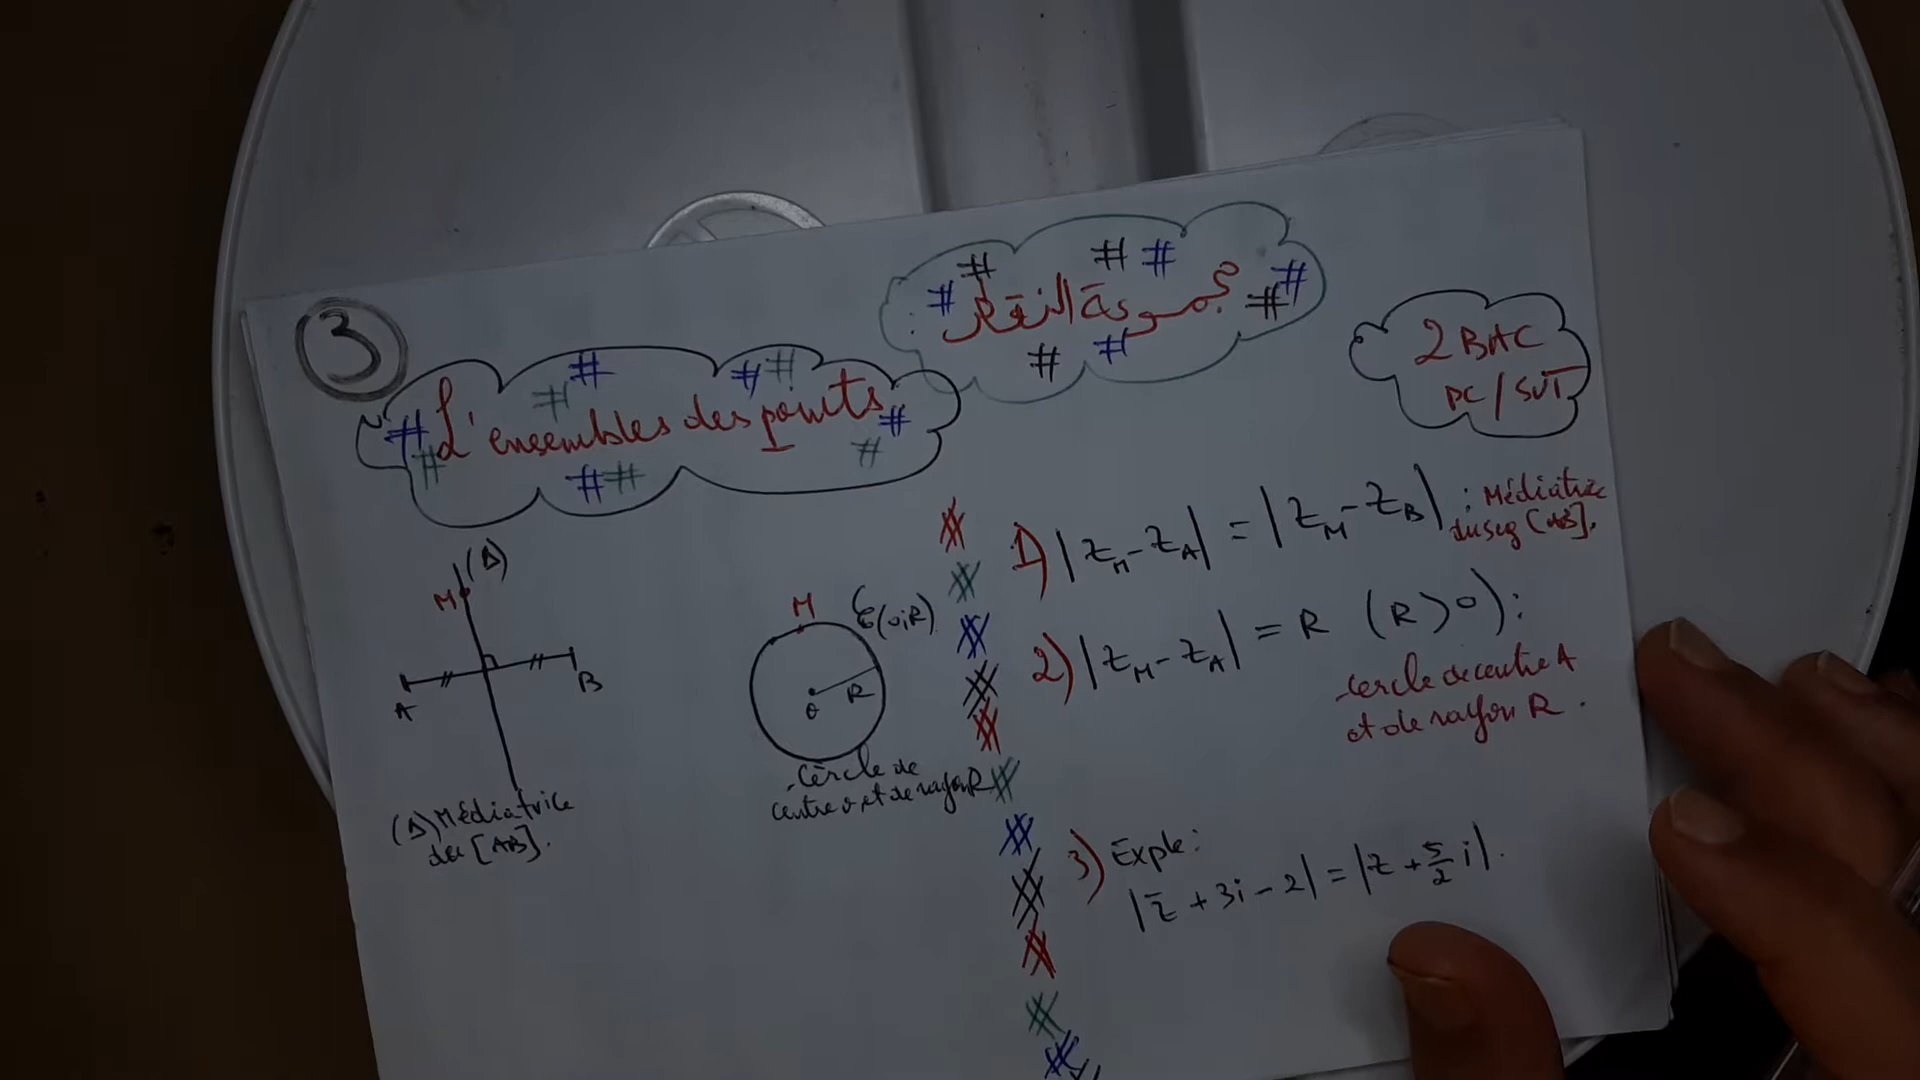 3
مجموعة النقط :
L'ensembles des points
2 BAC
PC / SVT
(Δ)
M
A
B
(Δ) Médiatrice
de [AB].
M
C(o;R)
o
R
Cèrcle de
centre o et de rayon R
1) |z_M - z_A| = |z_M - z_B| : Médiatrice
du seg [AB].
2) |z_M - z_A| = R (R > 0) :
Cercle de centre A
et de rayon R .
3) Exple :
|z̄ + 3i - 2| = |z + 5/2 i| .